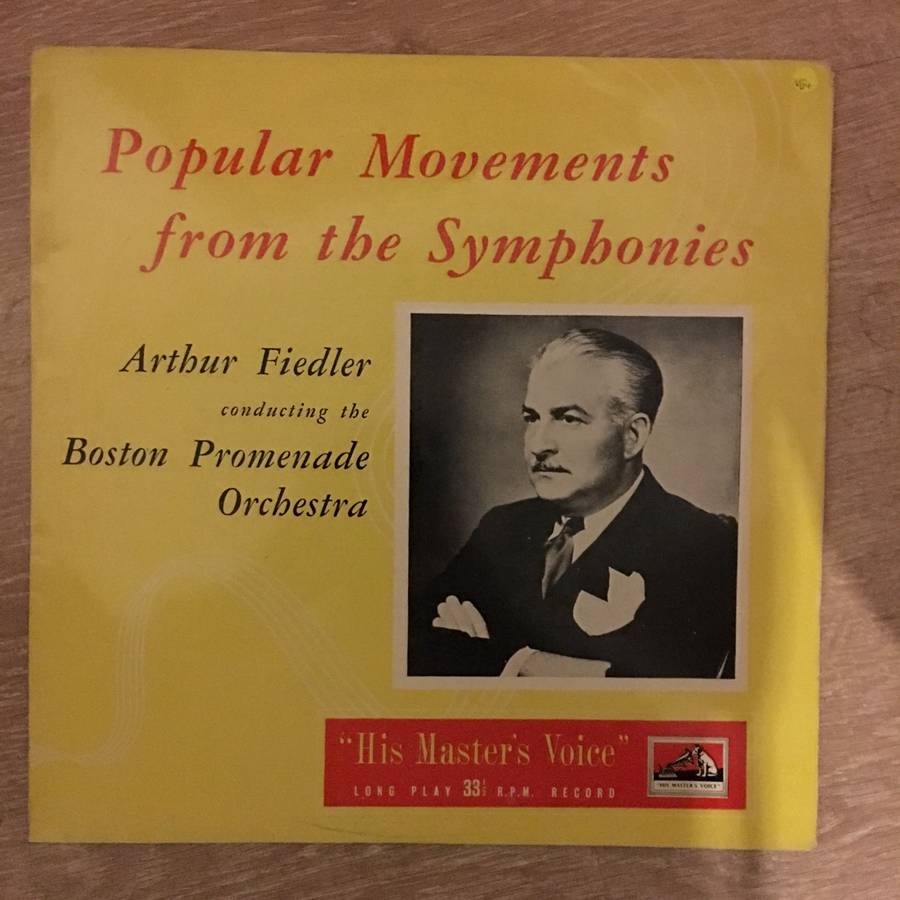 Popular Movements
from the Symphonies
Arthur Fiedler
conducting the
Boston Promenade
Orchestra
"His Master's Voice"
LONG PLAY 33⅓ R.P.M. RECORD
"HIS MASTER'S VOICE"